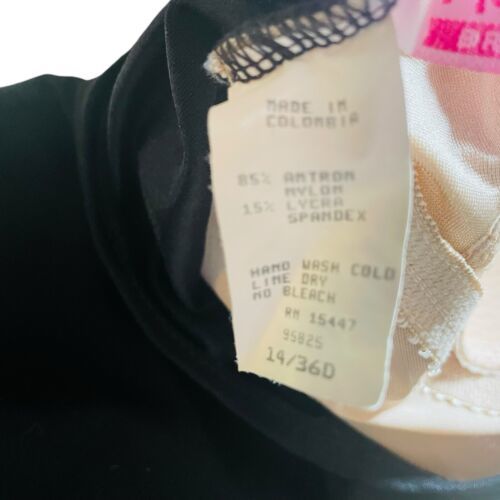 MADE IN
COLOMBIA
85% ANTRON
NYLON
15% LYCRA
SPANDEX
HAND WASH COLD
LINE DRY
NO BLEACH
RN 15447
95825
14/36D